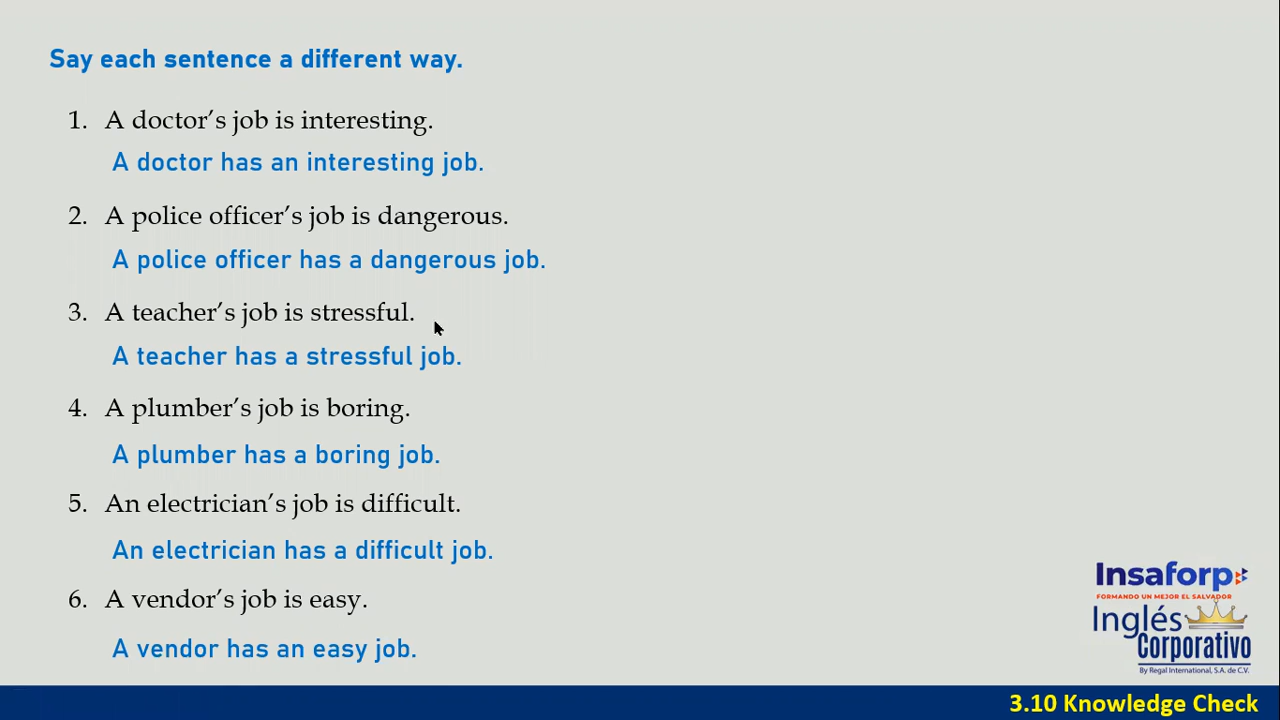 Say each sentence a different way.
1. A doctor’s job is interesting.
A doctor has an interesting job.
2. A police officer’s job is dangerous.
A police officer has a dangerous job.
3. A teacher’s job is stressful.
A teacher has a stressful job.
4. A plumber’s job is boring.
A plumber has a boring job.
5. An electrician’s job is difficult.
An electrician has a difficult job.
6. A vendor’s job is easy.
A vendor has an easy job.
Insaforp
FORMANDO UN MEJOR EL SALVADOR
Inglés
Corporativo
By Regal International, S.A. de C.V.
3.10 Knowledge Check